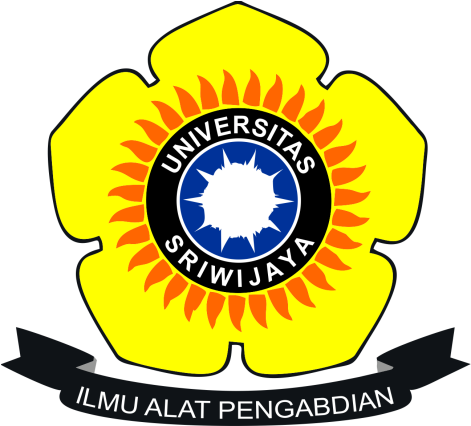 UNIVERSITAS
SRIWIJAYA
ILMU ALAT PENGABDIAN